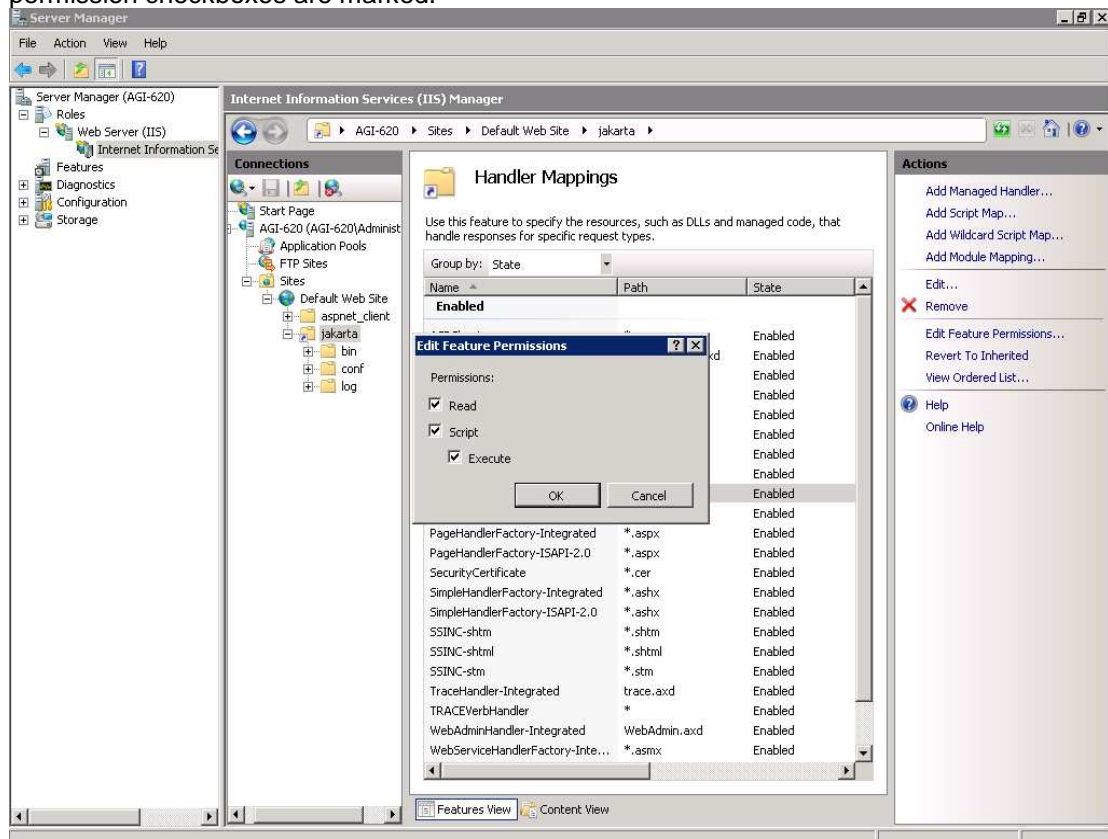 permission checkboxes are marked.
Server Manager
File Action View Help
Server Manager (AGI-620)
Roles
Web Server (IIS)
Internet Information Se
Features
Diagnostics
Configuration
Storage
Internet Information Services (IIS) Manager
AGI-620 Sites Default Web Site jakarta
Connections
Start Page
AGI-620 (AGI-620\Administ
Application Pools
FTP Sites
Sites
Default Web Site
aspnet_client
jakarta
bin
conf
log
Handler Mappings
Use this feature to specify the resources, such as DLLs and managed code, that
handle responses for specific request types.
Group by: State
Name Path State
Enabled
Enabled
xd Enabled
Enabled
Enabled
Enabled
Enabled
Enabled
Enabled
Enabled
Enabled
PageHandlerFactory-Integrated *.aspx Enabled
PageHandlerFactory-ISAPI-2.0 *.aspx Enabled
SecurityCertificate *.cer Enabled
SimpleHandlerFactory-Integrated *.ashx Enabled
SimpleHandlerFactory-ISAPI-2.0 *.ashx Enabled
SSINC-shtm *.shtm Enabled
SSINC-shtml *.shtml Enabled
SSINC-stm *.stm Enabled
TraceHandler-Integrated trace.axd Enabled
TRACEVerbHandler * Enabled
WebAdminHandler-Integrated WebAdmin.axd Enabled
WebServiceHandlerFactory-Inte... *.asmx Enabled
Edit Feature Permissions
Permissions:
Read
Script
Execute
OK Cancel
Features View Content View
Actions
Add Managed Handler...
Add Script Map...
Add Wildcard Script Map...
Add Module Mapping...
Edit...
Remove
Edit Feature Permissions...
Revert To Inherited
View Ordered List...
Help
Online Help